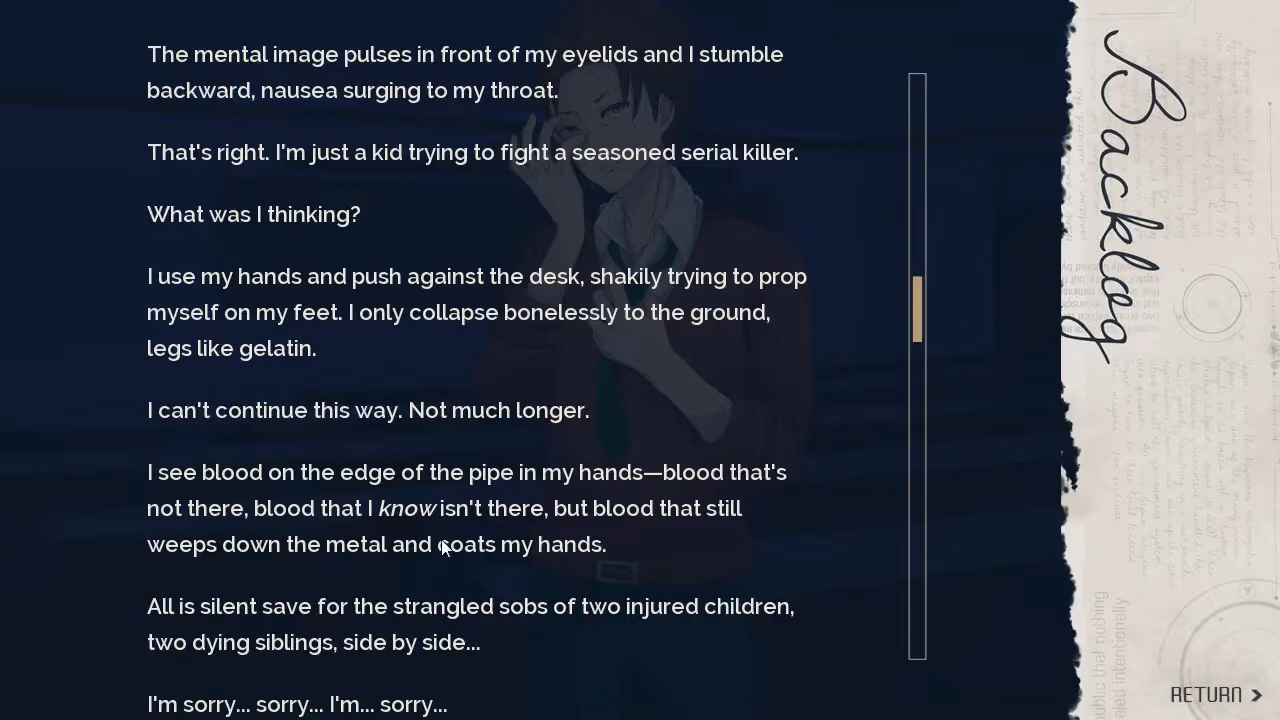 The mental image pulses in front of my eyelids and I stumble
backward, nausea surging to my throat.
That's right. I'm just a kid trying to fight a seasoned serial killer.
What was I thinking?
I use my hands and push against the desk, shakily trying to prop
myself on my feet. I only collapse bonelessly to the ground,
legs like gelatin.
I can't continue this way. Not much longer.
I see blood on the edge of the pipe in my hands—blood that's
not there, blood that I know isn't there, but blood that still
weeps down the metal and coats my hands.
All is silent save for the strangled sobs of two injured children,
two dying siblings, side by side...
I'm sorry... sorry... I'm... sorry...
Backlog
RETURN >